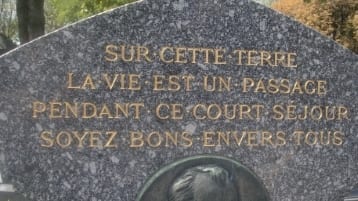 SUR CETTE TERRE
LA VIE EST UN PASSAGE
PENDANT CE COURT SÉJOUR
SOYEZ BONS ENVERS TOUS